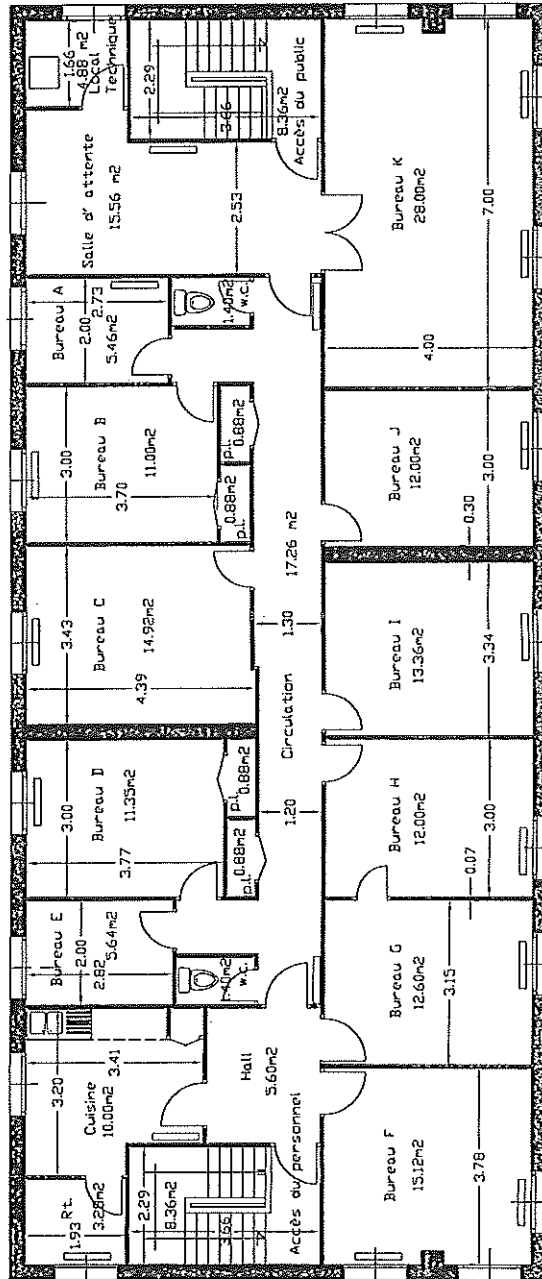 1.93
Rt.
3.28m2
3.20
Cuisine
10.00m2
3.41
Bureau E
2.00
2.82
5.64m2
3.00
Bureau D
3.77
11.35m2
3.43
Bureau C
4.39
14.92m2
3.00
Bureau B
3.70
11.00m2
Bureau A
2.00
2.73
5.46m2
Salle d' attente
15.56 m2
2.53
1.66
4.88 m2
Local
Technique
2.29
8.36m2
3.66
Accès du personnel
Hall
5.60m2
1.40m2
w.c.
p.l.
0.88m2
p.l.
0.88m2
1.20
Circulation
1.30
17.26 m2
p.l.
0.88m2
p.l.
0.88m2
1.40m2
w.c.
2.29
3.66
8.36m2
Accès du public
Bureau F
15.12m2
3.78
Bureau G
12.60m2
3.15
0.07
Bureau H
12.00m2
3.00
Bureau I
13.36m2
3.34
0.30
Bureau J
12.00m2
3.00
4.00
Bureau K
28.00m2
7.00